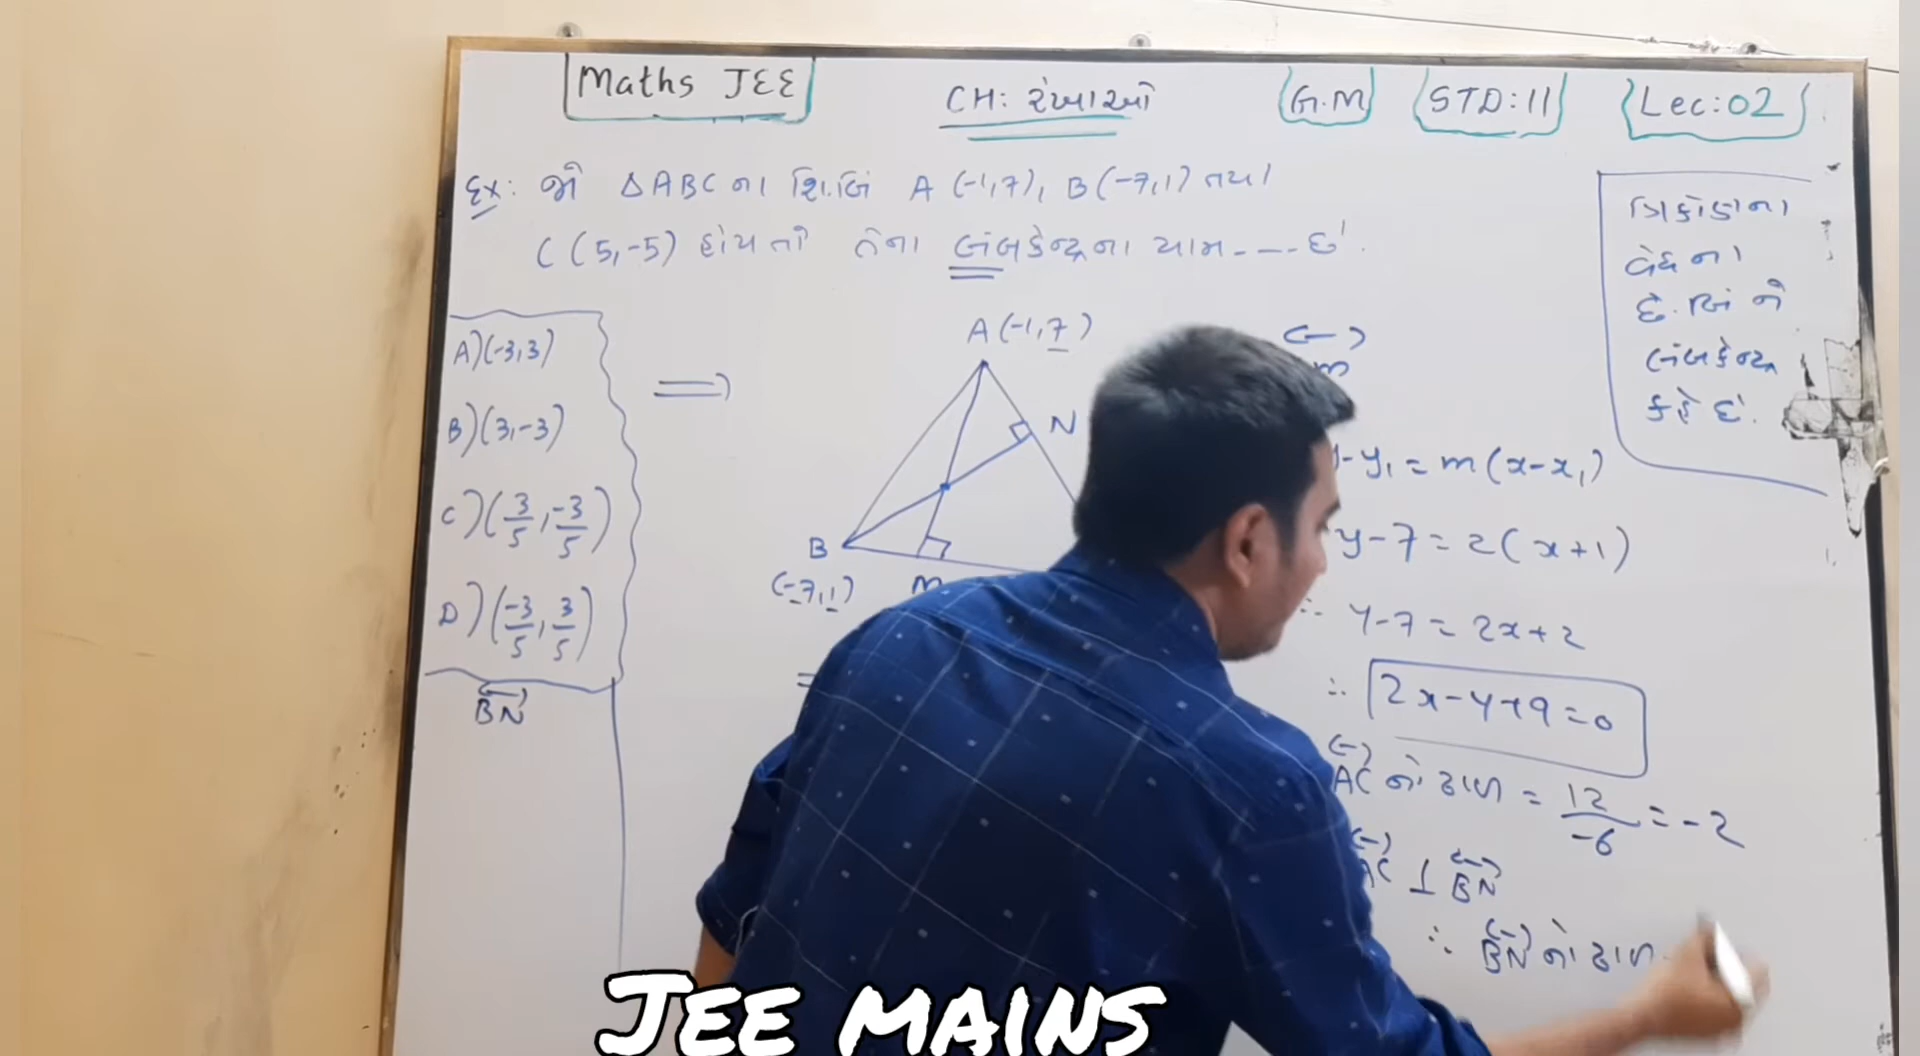 Maths JEE
CH: રેખાઓ
G.M
STD:11
Lec:02
Ex: જો ΔABC ના શિ.બિં A (-1,7), B(-7,1) તથા
C (5,-5) હોય તો તેના લંબકેન્દ્રના યામ --- છે.
ત્રિકોણના
વેધ ના
છે. બિં ને
લંબકેન્દ્ર
કહે છે.
A) (-3,3)
B) (3,-3)
C) (3/5, -3/5)
D) (-3/5, 3/5)
BN
⟹
A (-1,7)
N
B
(-7,1)
m
m
y₁ = m(x-x₁)
y-7 = 2(x+1)
∴ y-7 = 2x+2
∴ 2x-y+9=0
AC નો ઢાળ = 12/-6 = -2
AC ⊥ BN
∴ BN નો ઢાળ
JEE MAINS